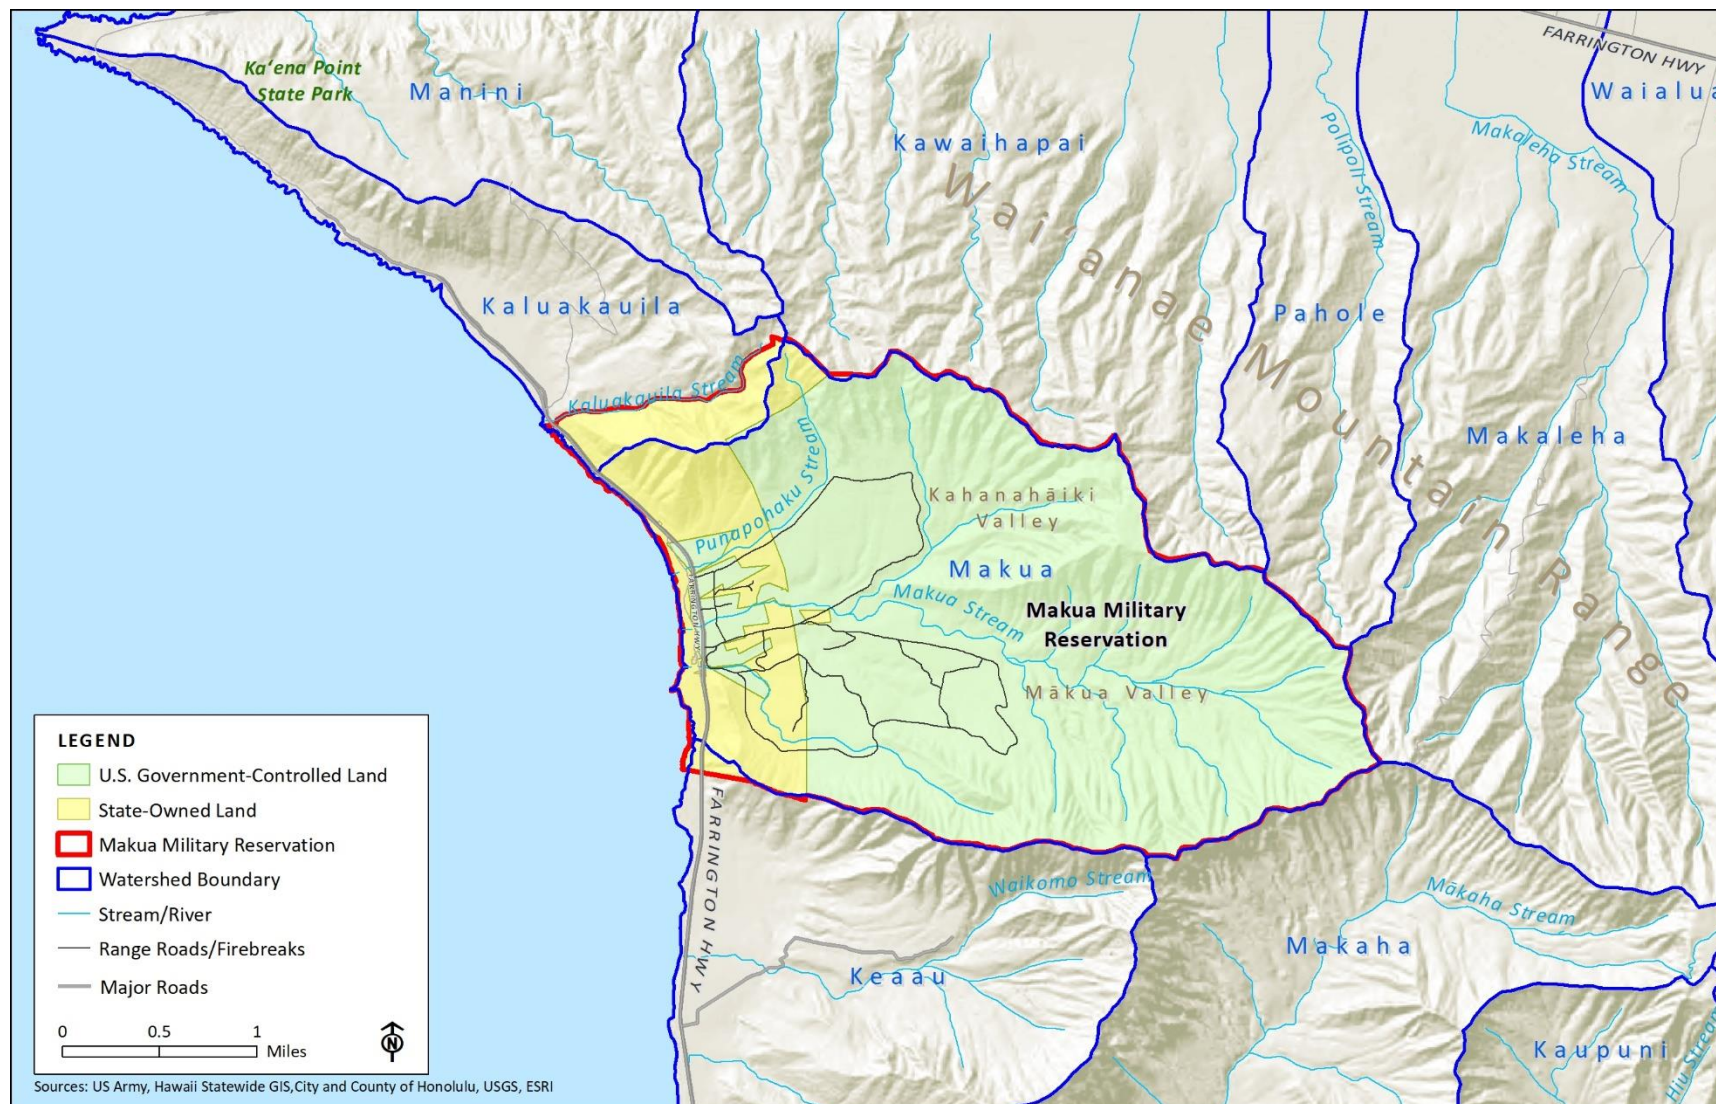 FARRINGTON HWY
Ka‘ena Point
State Park
Manini
Waialua
Kawaihapai
Polipoli Stream
Makaleha Stream
Wai‘anae Mountain Range
Kaluakauila
Pahole
Kaluakauila Stream
Makaleha
Punapohaku Stream
Kahanahāiki
Valley
Makua
FARRINGTON HWY
Makua Stream
Makua Military
Reservation
Mākua Valley
LEGEND
U.S. Government-Controlled Land
State-Owned Land
Makua Military Reservation
Watershed Boundary
Stream/River
Range Roads/Firebreaks
Major Roads
0 0.5 1
Miles
N
FARRINGTON HWY
Waikomo Stream
Mākaha Stream
Makaha
Keaau
Kaupuni
Hiu Stream
Sources: US Army, Hawaii Statewide GIS,City and County of Honolulu, USGS, ESRI